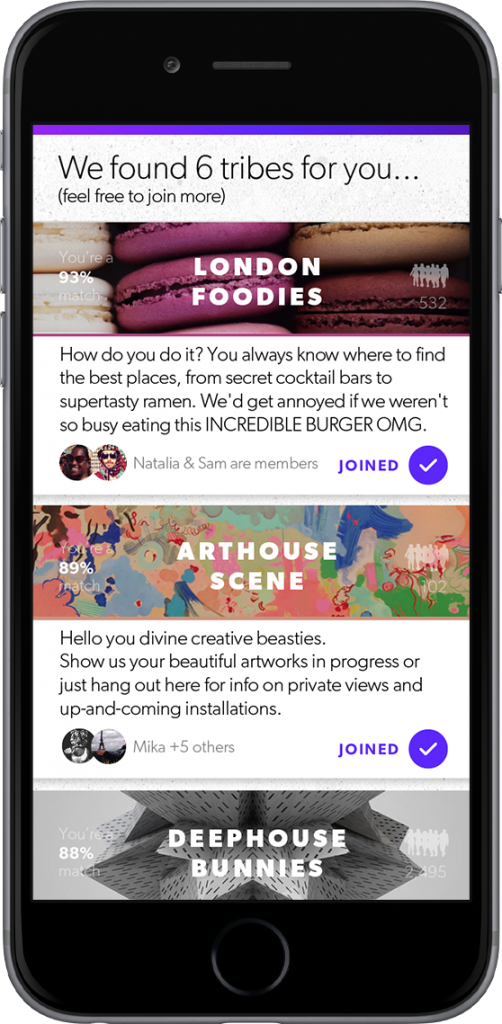 We found 6 tribes for you...
(feel free to join more)
You're a
93%
match
LONDON
FOODIES
532
How do you do it? You always know where to find
the best places, from secret cocktail bars to
supertasty ramen. We'd get annoyed if we weren't
so busy eating this INCREDIBLE BURGER OMG.
Natalia & Sam are members
JOINED
You're a
89%
match
ARTHOUSE
SCENE
102
Hello you divine creative beasties.
Show us your beautiful artworks in progress or
just hang out here for info on private views and
up-and-coming installations.
Mika +5 others
JOINED
You're a
88%
match
DEEPHOUSE
BUNNIES
2,495